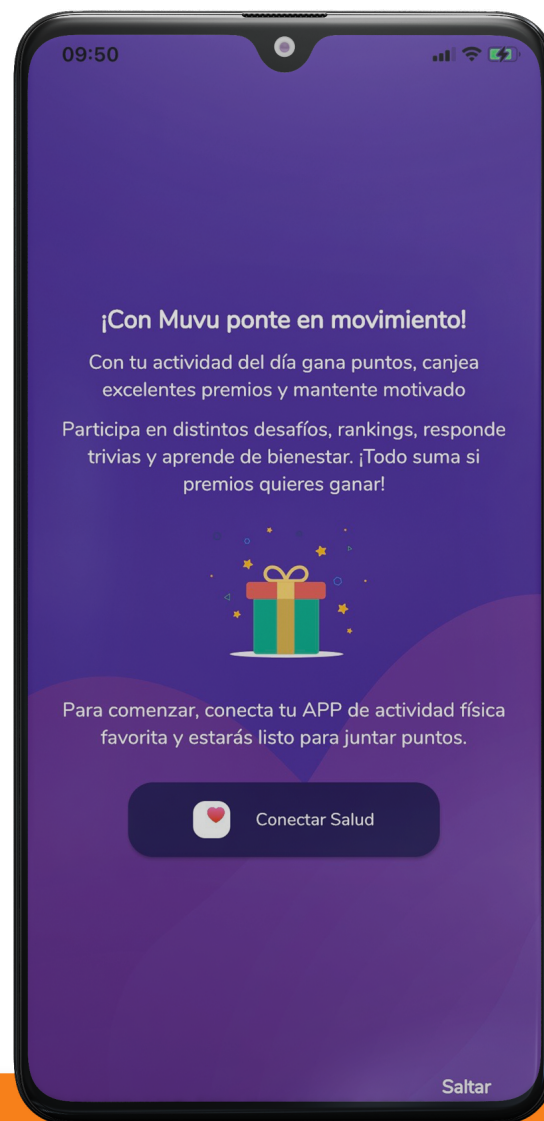 09:50
¡Con Muvu ponte en movimiento!
Con tu actividad del día gana puntos, canjea
excelentes premios y mantente motivado
Participa en distintos desafíos, rankings, responde
trivias y aprende de bienestar. ¡Todo suma si
premios quieres ganar!
Para comenzar, conecta tu APP de actividad física
favorita y estarás listo para juntar puntos.
Conectar Salud
Saltar